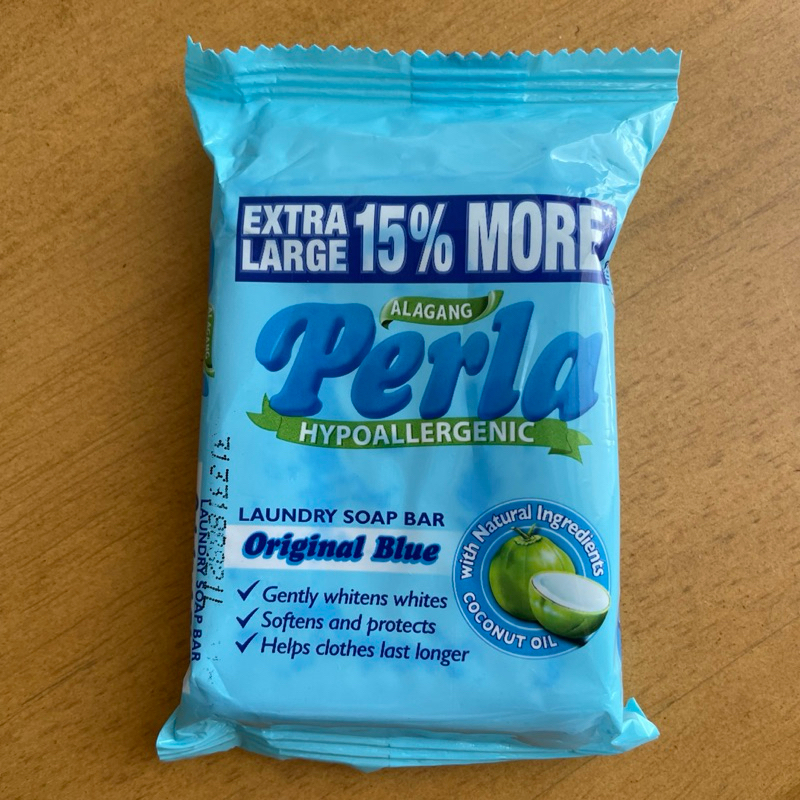 EXTRA
LARGE
15% MORE
ALAGANG
Perla
HYPOALLERGENIC
LAUNDRY SOAP BAR
Original Blue
✓ Gently whitens whites
✓ Softens and protects
✓ Helps clothes last longer
with Natural Ingredients
COCONUT OIL
ALAGANG
LAUNDRY SOAP BAR